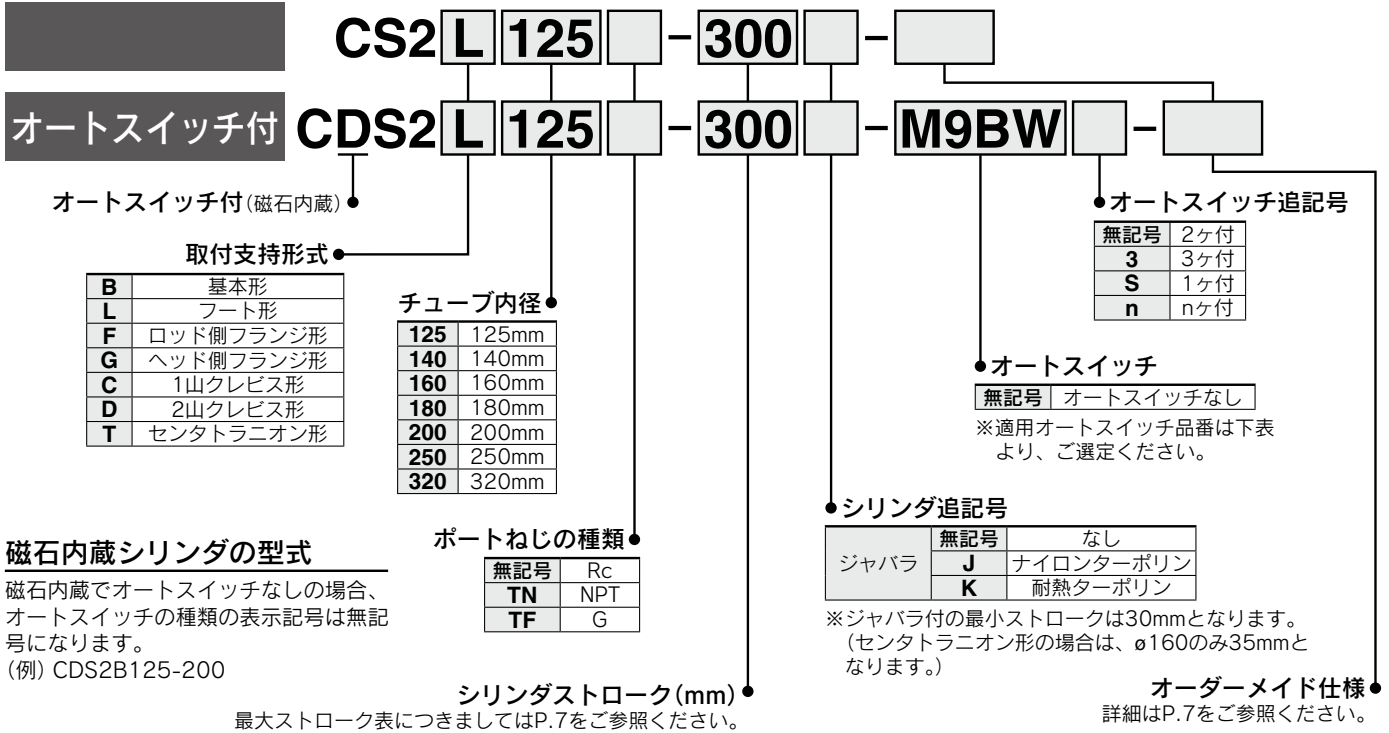 CS2L125 -300 -
オートスイッチ付 CDS2L125 -300 -M9BW -
オートスイッチ付(磁石内蔵)
取付支持形式
B 基本形
L フート形
F ロッド側フランジ形
G ヘッド側フランジ形
C 1山クレビス形
D 2山クレビス形
T センタトラニオン形
チューブ内径
125 125mm
140 140mm
160 160mm
180 180mm
200 200mm
250 250mm
320 320mm
オートスイッチ追記号
無記号 2ヶ付
3 3ヶ付
S 1ヶ付
n nヶ付
オートスイッチ
無記号 オートスイッチなし
※適用オートスイッチ品番は下表
より、ご選定ください。
シリンダ追記号
ジャバラ
無記号 なし
J ナイロンターポリン
K 耐熱ターポリン
※ジャバラ付の最小ストロークは30mmとなります。
(センタトラニオン形の場合は、ø160のみ35mmと
なります。)
ポートねじの種類
無記号 Rc
TN NPT
TF G
磁石内蔵シリンダの型式
磁石内蔵でオートスイッチなしの場合、
オートスイッチの種類の表示記号は無記
号になります。
(例) CDS2B125-200
シリンダストローク(mm)
最大ストローク表につきましてはP.7をご参照ください。
オーダーメイド仕様
詳細はP.7をご参照ください。